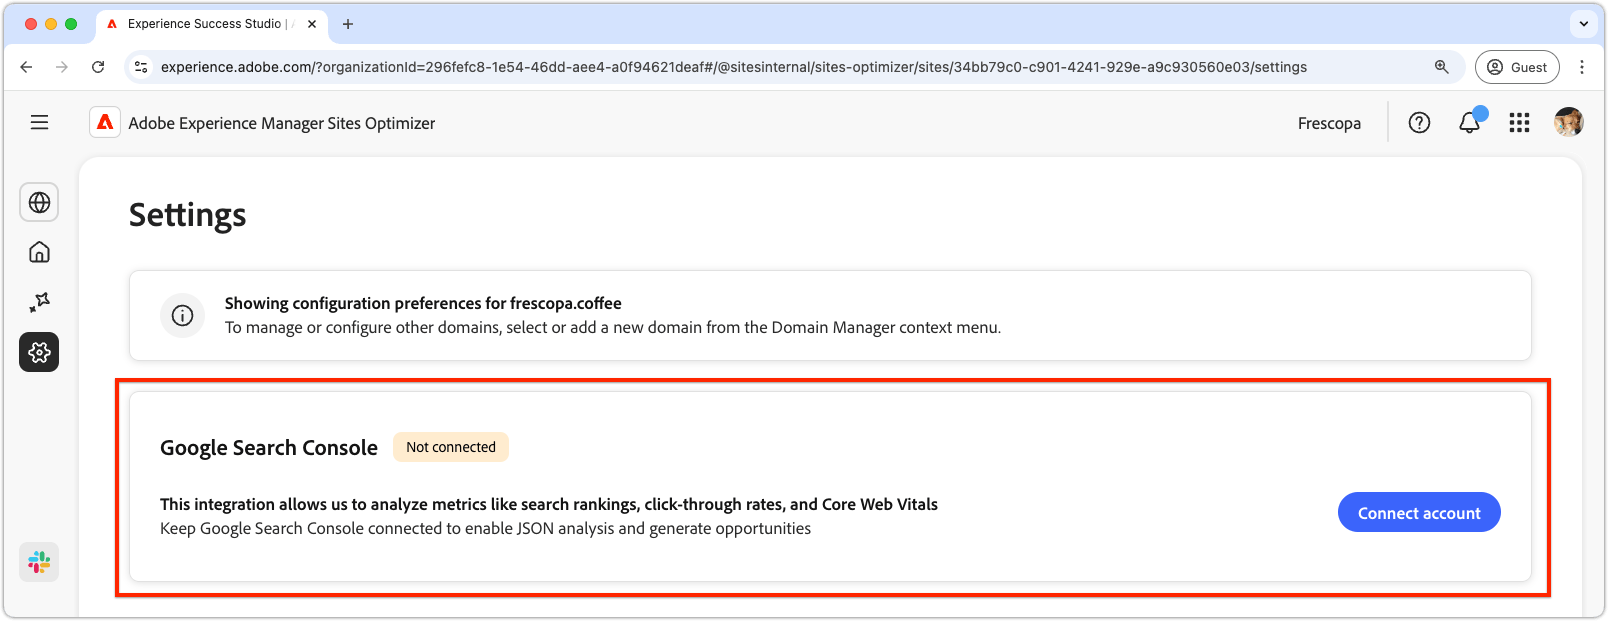 Experience Success Studio |
experience.adobe.com/?organizationId=296fefc8-1e54-46dd-aee4-a0f94621deaf#/@sitesinternal/sites-optimizer/sites/34bb79c0-c901-4241-929e-a9c930560e03/settings
Guest
Adobe Experience Manager Sites Optimizer
Frescopa
Settings
Showing configuration preferences for frescopa.coffee
To manage or configure other domains, select or add a new domain from the Domain Manager context menu.
Google Search Console
Not connected
This integration allows us to analyze metrics like search rankings, click-through rates, and Core Web Vitals
Keep Google Search Console connected to enable JSON analysis and generate opportunities
Connect account